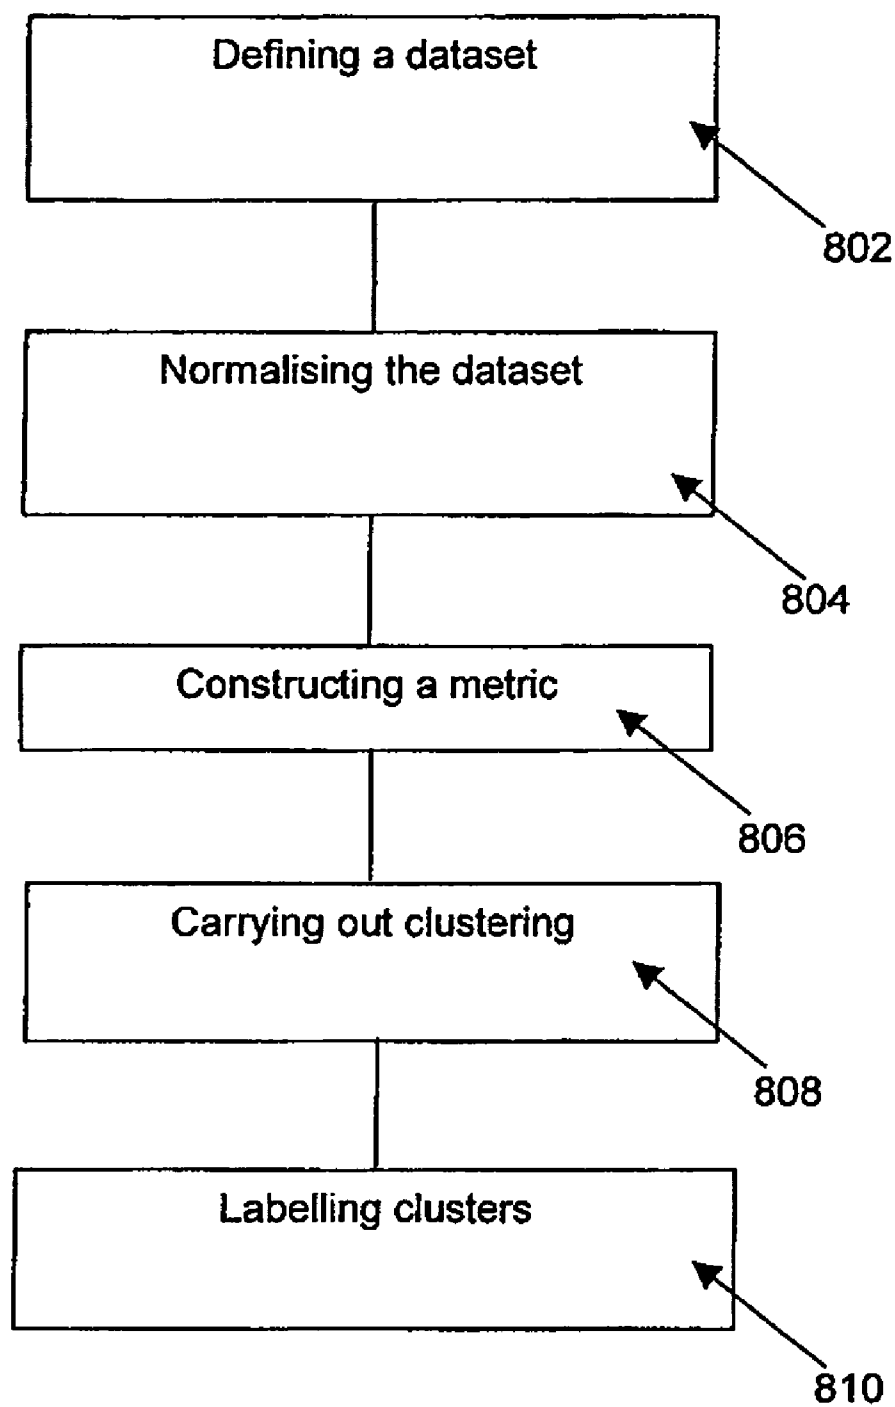 Defining a dataset
802
Normalising the dataset
804
Constructing a metric
806
Carrying out clustering
808
Labelling clusters
810